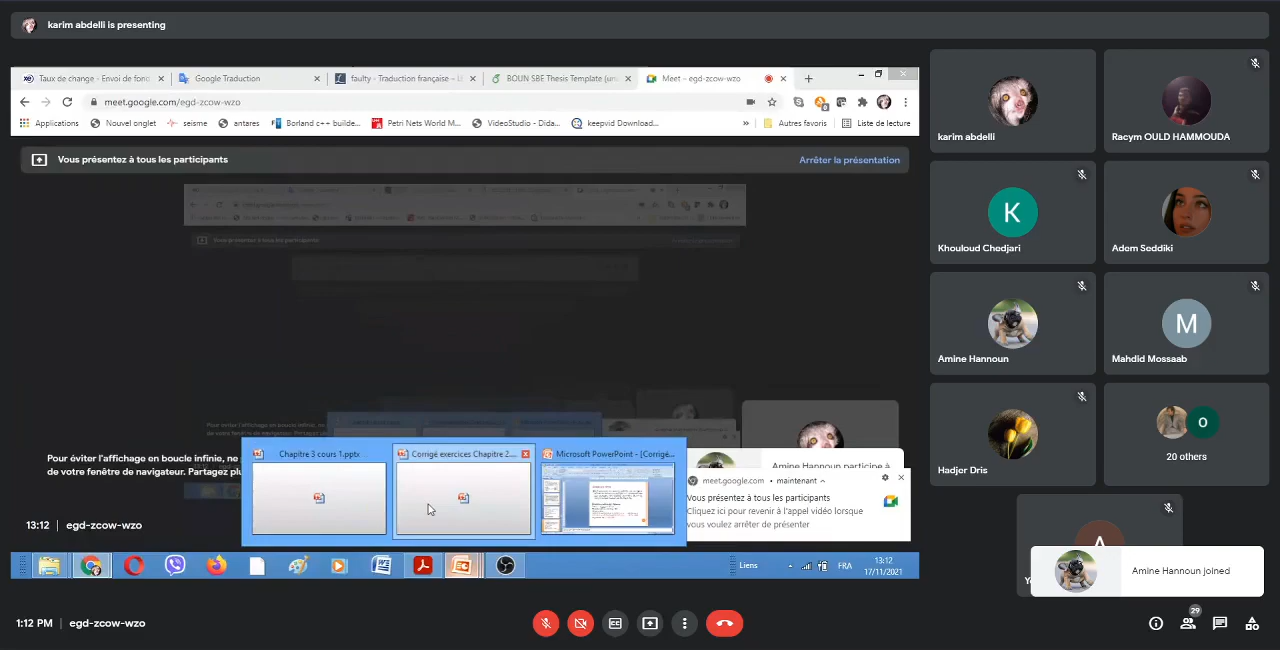 karim abdelli is presenting
Taux de change - Envoi de fond
Google Traduction
faulty - Traduction française – L
BOUN SBE Thesis Template (un
Meet – egd-zcow-wzo
meet.google.com/egd-zcow-wzo
Applications
Nouvel onglet
seisme
antares
Borland c++ builde...
Petri Nets World M...
VideoStudio - Dida...
keepvid Download...
»
Autres favoris
Liste de lecture
Vous présentez à tous les participants
Arrêter la présentation
Pour éviter l'affichage en boucle infinie, ne
de votre fenêtre de navigateur. Partagez plu
13:12 | egd-zcow-wzo
Chapitre 3 cours 1.pptx ...
Corrigé exercices Chapitre 2....
Microsoft PowerPoint - [Corrigé...
Amine Hannoun participe à
meet.google.com • maintenant
Vous présentez à tous les participants
Cliquez ici pour revenir à l'appel vidéo lorsque
vous voulez arrêter de présenter
Liens
FRA
13:12
17/11/2021
karim abdelli
Racym OULD HAMMOUDA
K
Khouloud Chedjari
Adem Seddiki
Amine Hannoun
M
Mahdid Mossaab
Hadjer Dris
O
20 others
A
Amine Hannoun joined
1:12 PM | egd-zcow-wzo
29